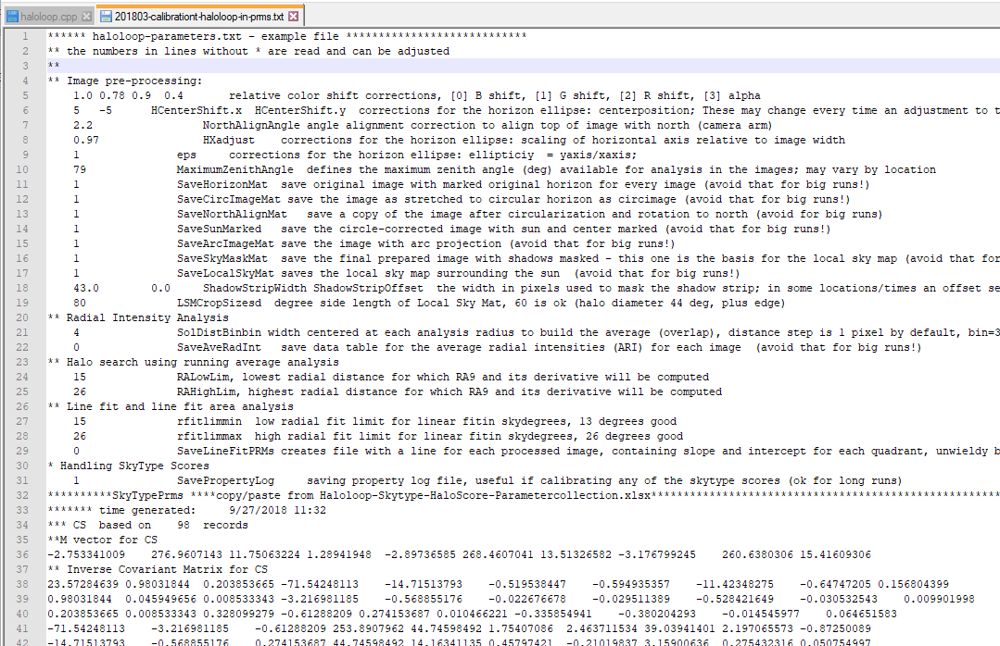 haloloop.cpp 201803-calibrationt-haloloop-in-prms.txt
1 ****** haloloop-parameters.txt - example file ****************************
2 ** the numbers in lines without * are read and can be adjusted
3 **
4 ** Image pre-processing:
5 1.0 0.78 0.9 0.4 relative color shift corrections, [0] B shift, [1] G shift, [2] R shift, [3] alpha
6 5 -5 HCenterShift.x HCenterShift.y corrections for the horizon ellipse: centerposition; These may change every time an adjustment to t
7 2.2 NorthAlignAngle angle alignment correction to align top of image with north (camera arm)
8 0.97 HXadjust corrections for the horizon ellipse: scaling of horizontal axis relative to image width
9 1 eps corrections for the horizon ellipse: ellipticiy = yaxis/xaxis;
10 79 MaximumZenithAngle defines the maximum zenith angle (deg) available for analysis in the images; may vary by location
11 1 SaveHorizonMat save original image with marked original horizon for every image (avoid that for big runs!)
12 1 SaveCircImageMat save the image as stretched to circular horizon as circimage (avoid that for big runs!)
13 1 SaveNorthAlignMat save a copy of the image after circularization and rotation to north (avoid for big runs)
14 1 SaveSunMarked save the circle-corrected image with sun and center marked (avoid that for big runs!)
15 1 SaveArcImageMat save the image with arc projection (avoid that for big runs!)
16 1 SaveSkyMaskMat save the final prepared image with shadows masked - this one is the basis for the local sky map (avoid that for
17 1 SaveLocalSkyMat saves the local sky map surrounding the sun (avoid that for big runs!)
18 43.0 0.0 ShadowStripWidth ShadowStripOffset the width in pixels used to mask the shadow strip; in some locations/times an offset se
19 80 LSMCropSizesd degree side length of Local Sky Mat, 60 is ok (halo diameter 44 deg, plus edge)
20 ** Radial Intensity Analysis
21 4 SolDistBinbin width centered at each analysis radius to build the average (overlap), distance step is 1 pixel by default, bin=3
22 0 SaveAveRadInt save data table for the average radial intensities (ARI) for each image (avoid that for big runs!)
23 ** Halo search using running average analysis
24 15 RALowLim, lowest radial distance for which RA9 and its derivative will be computed
25 26 RAHighLim, highest radial distance for which RA9 and its derivative will be computed
26 ** Line fit and line fit area analysis
27 15 rfitlimmin low radial fit limit for linear fitin skydegrees, 13 degrees good
28 26 rfitlimmax high radial fit limit for linear fitin skydegrees, 26 degrees good
29 0 SaveLineFitPRMs creates file with a line for each processed image, containing slope and intercept for each quadrant, unwieldy b
30 * Handling SkyType Scores
31 1 SavePropertyLog saving property log file, useful if calibrating any of the skytype scores (ok for long runs)
32 **********SkyTypePrms ****copy/paste from Haloloop-Skytype-HaloScore-Parametercollection.xlsx******************************************************
33 ******* time generated: 9/27/2018 11:32
34 *** CS based on 98 records
35 **M vector for CS
36 -2.753341009 276.9607143 11.75063224 1.28941948 -2.89736585 268.4607041 13.51326582 -3.176799245 260.6380306 15.41609306
37 ** Inverse Covariant Matrix for CS
38 23.57284639 0.98031844 0.203853665 -71.54248113 -14.71513793 -0.519538447 -0.594935357 -11.42348275 -0.64747205 0.156804399
39 0.98031844 0.045949656 0.008533343 -3.216981185 -0.568855176 -0.022676678 -0.029511389 -0.528421649 -0.030532543 0.009901998
40 0.203853665 0.008533343 0.328099279 -0.61288209 0.274153687 0.010466221 -0.335854941 -0.380204293 -0.014545977 0.064651583
41 -71.54248113 -3.216981185 -0.61288209 253.8907962 44.74598492 1.75407086 2.463711534 39.03941401 2.197065573 -0.87250089
42 -14.71513793 -0.568855176 0.274153687 44.74598492 14.16341135 0.45797421 -0.21019837 3.15900636 0.275432316 0.050754997